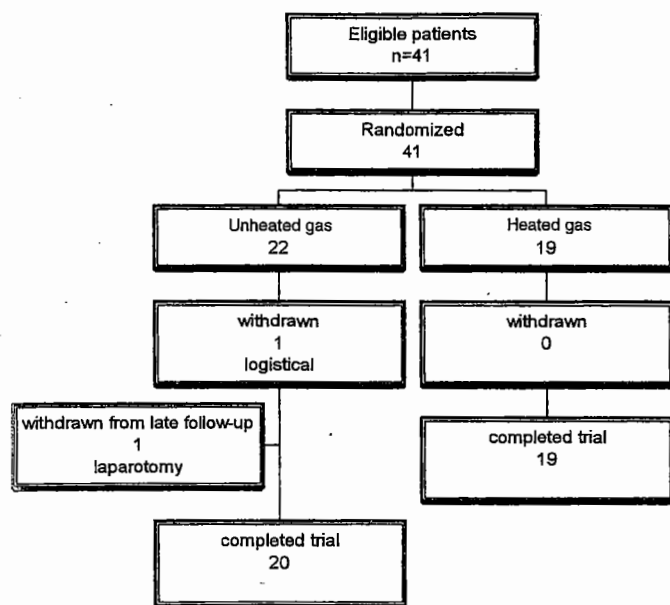 Eligible patients
n=41
Randomized
41
Unheated gas
22
Heated gas
19
withdrawn
1
logistical
withdrawn
0
withdrawn from late follow-up
1
laparotomy
completed trial
19
completed trial
20